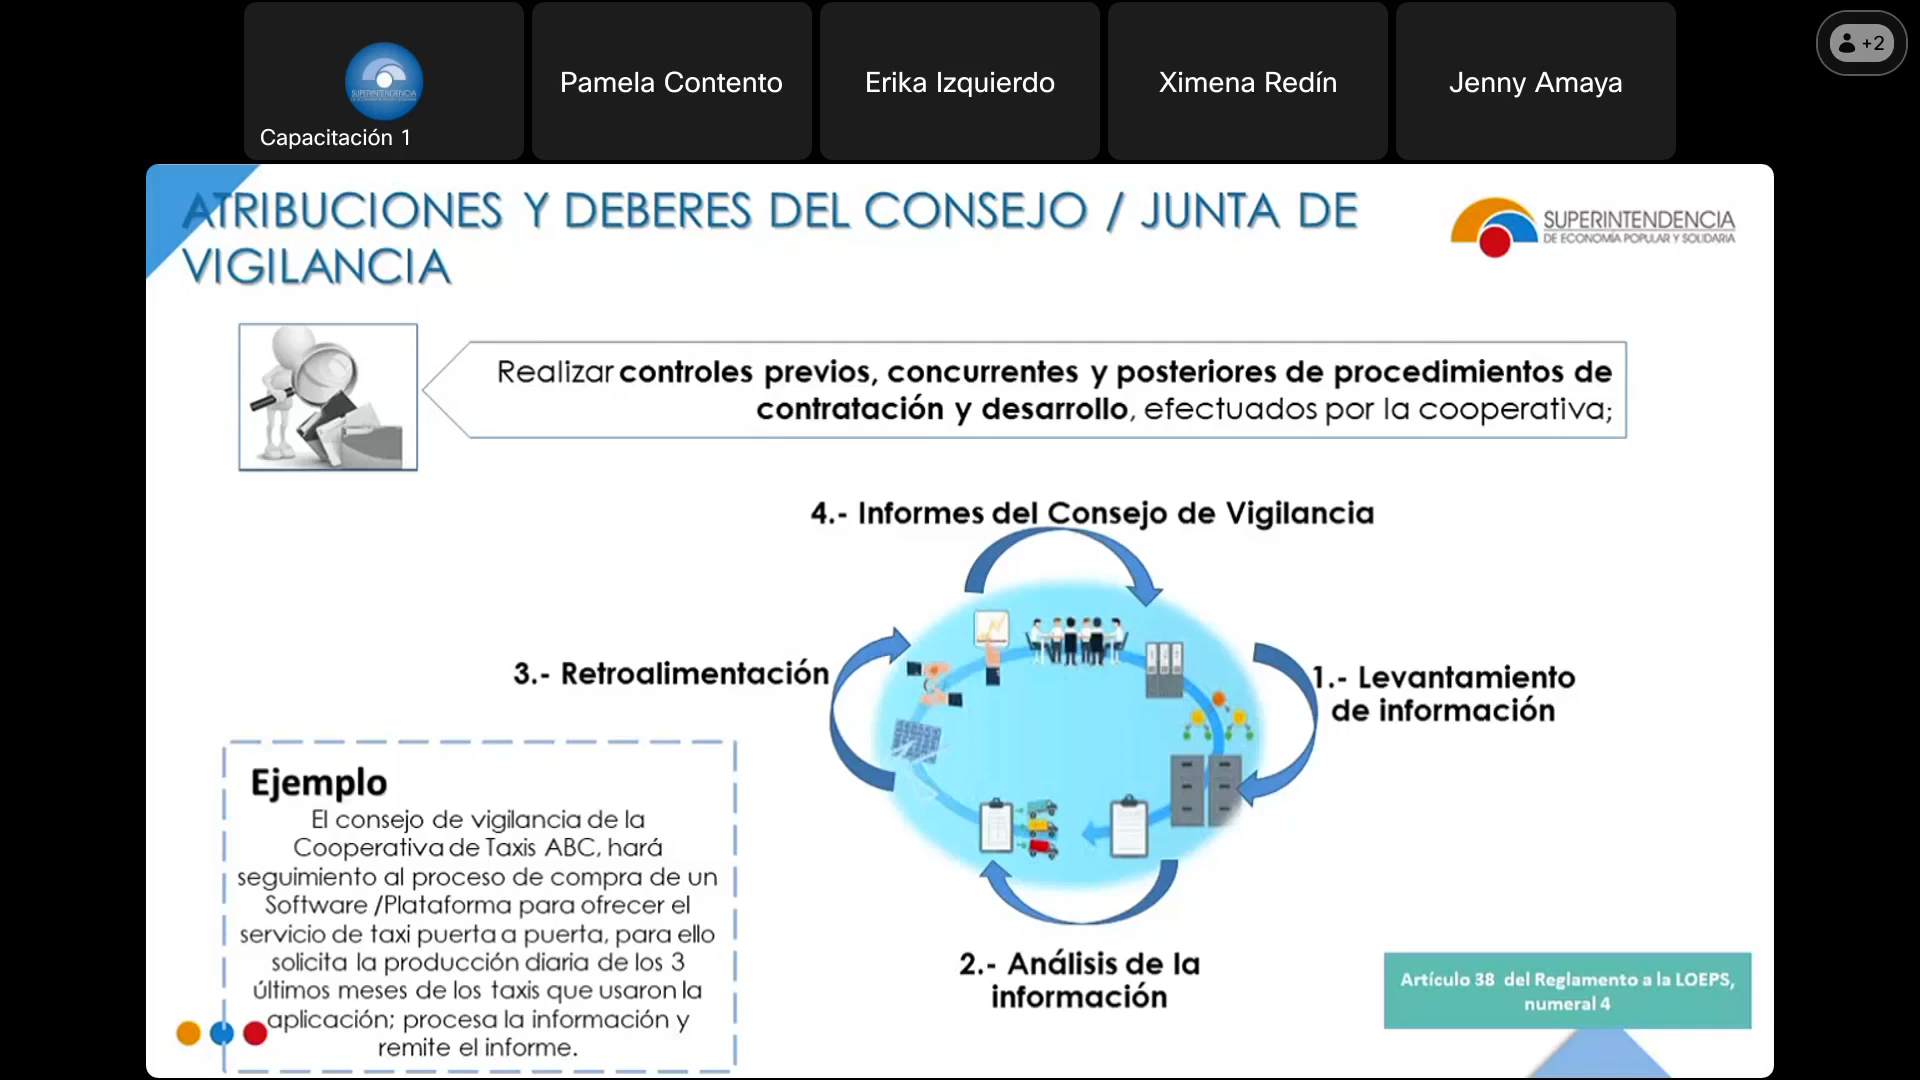 Capacitación 1
Pamela Contento
Erika Izquierdo
Ximena Redín
Jenny Amaya
+2
ATRIBUCIONES Y DEBERES DEL CONSEJO / JUNTA DE
VIGILANCIA
SUPERINTENDENCIA
DE ECONOMÍA POPULAR Y SOLIDARIA
Realizar controles previos, concurrentes y posteriores de procedimientos de
contratación y desarrollo, efectuados por la cooperativa;
4.- Informes del Consejo de Vigilancia
3.- Retroalimentación
1.- Levantamiento
de información
2.- Análisis de la
información
Ejemplo
El consejo de vigilancia de la
Cooperativa de Taxis ABC, hará
seguimiento al proceso de compra de un
Software /Plataforma para ofrecer el
servicio de taxi puerta a puerta, para ello
solicita la producción diaria de los 3
últimos meses de los taxis que usaron la
aplicación; procesa la información y
remite el informe.
Artículo 38 del Reglamento a la LOEPS,
numeral 4